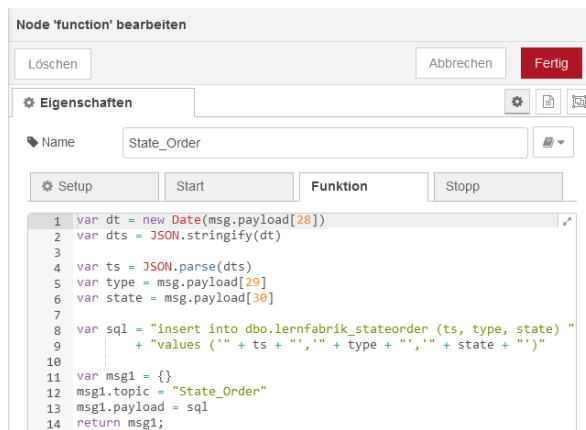 Node 'function' bearbeiten
Löschen
Abbrechen
Fertig
Eigenschaften
Name
State_Order
Setup
Start
Funktion
Stopp
1 var dt = new Date(msg.payload[28])
2 var dts = JSON.stringify(dt)
3
4 var ts = JSON.parse(dts)
5 var type = msg.payload[29]
6 var state = msg.payload[30]
7
8 var sql = "insert into dbo.lernfabrik_stateorder (ts, type, state) "
9 + "values ('" + ts + "','" + type + "','" + state + "')"
10
11 var msg1 = {}
12 msg1.topic = "State_Order"
13 msg1.payload = sql
14 return msg1;